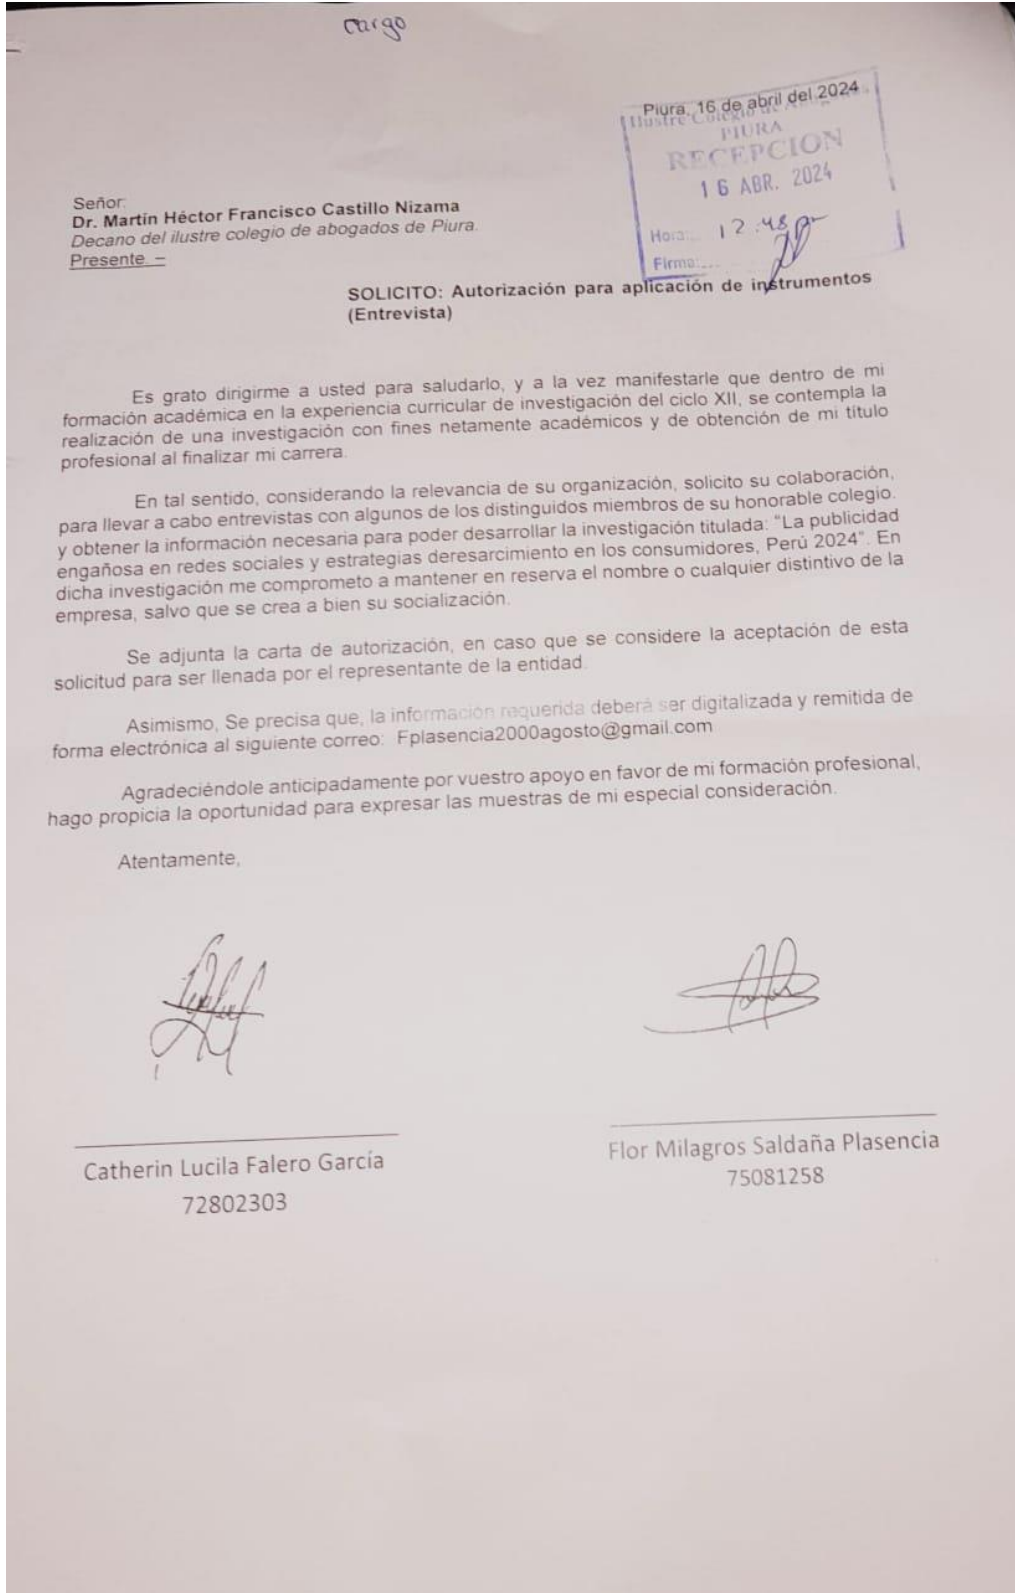 cargo
Piura, 16 de abril del 2024
Ilustre Colegio de
PIURA
RECEPCION
16 ABR. 2024
Hora: 12:48 pm
Firma:
Señor:
Dr. Martín Héctor Francisco Castillo Nizama
Decano del ilustre colegio de abogados de Piura.
Presente. –
SOLICITO: Autorización para aplicación de instrumentos
(Entrevista)
Es grato dirigirme a usted para saludarlo, y a la vez manifestarle que dentro de mi
formación académica en la experiencia curricular de investigación del ciclo XII, se contempla la
realización de una investigación con fines netamente académicos y de obtención de mi título
profesional al finalizar mi carrera.
En tal sentido, considerando la relevancia de su organización, solicito su colaboración,
para llevar a cabo entrevistas con algunos de los distinguidos miembros de su honorable colegio.
y obtener la información necesaria para poder desarrollar la investigación titulada: “La publicidad
engañosa en redes sociales y estrategias deresarcimiento en los consumidores, Perú 2024”. En
dicha investigación me comprometo a mantener en reserva el nombre o cualquier distintivo de la
empresa, salvo que se crea a bien su socialización.
Se adjunta la carta de autorización, en caso que se considere la aceptación de esta
solicitud para ser llenada por el representante de la entidad.
Asimismo, Se precisa que, la información requerida deberá ser digitalizada y remitida de
forma electrónica al siguiente correo: Fplasencia2000agosto@gmail.com
Agradeciéndole anticipadamente por vuestro apoyo en favor de mi formación profesional,
hago propicia la oportunidad para expresar las muestras de mi especial consideración.
Atentamente,
Catherin Lucila Falero García
72802303
Flor Milagros Saldaña Plasencia
75081258